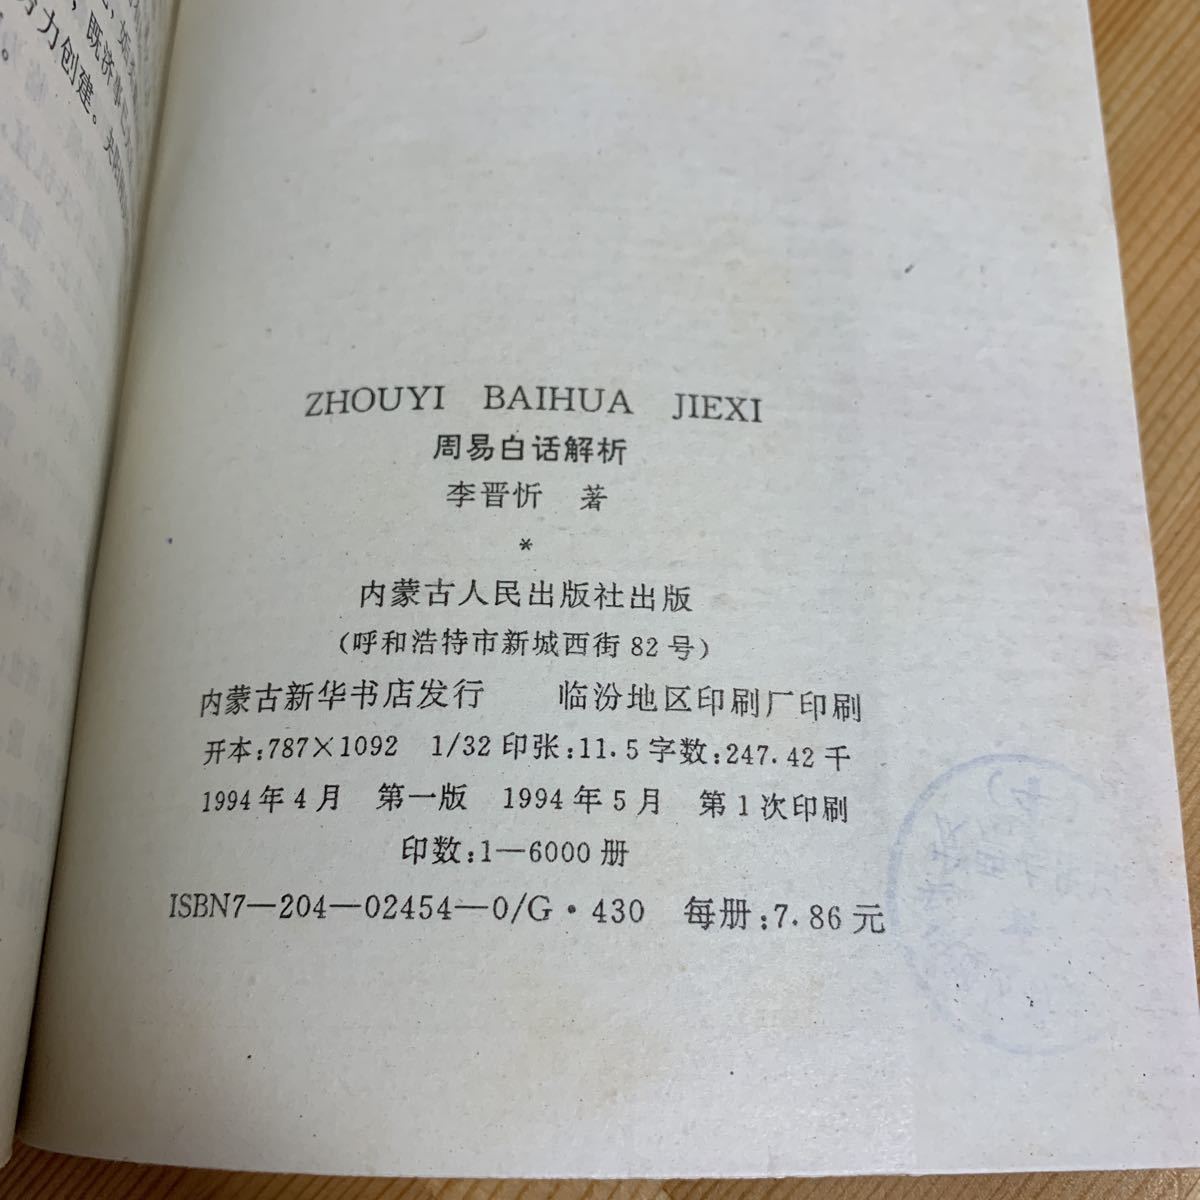 力创建。
ZHOUYI BAIHUA JIEXI
周易白话解析
李晋忻 著
*
内蒙古人民出版社出版
(呼和浩特市新城西街82号)
内蒙古新华书店发行 临汾地区印刷厂印刷
开本:787×1092 1/32 印张:11.5 字数:247.42千
1994年4月 第一版 1994年5月 第1次印刷
印数:1—6000册
ISBN7—204—02454—0/G·430 每册:7.86元